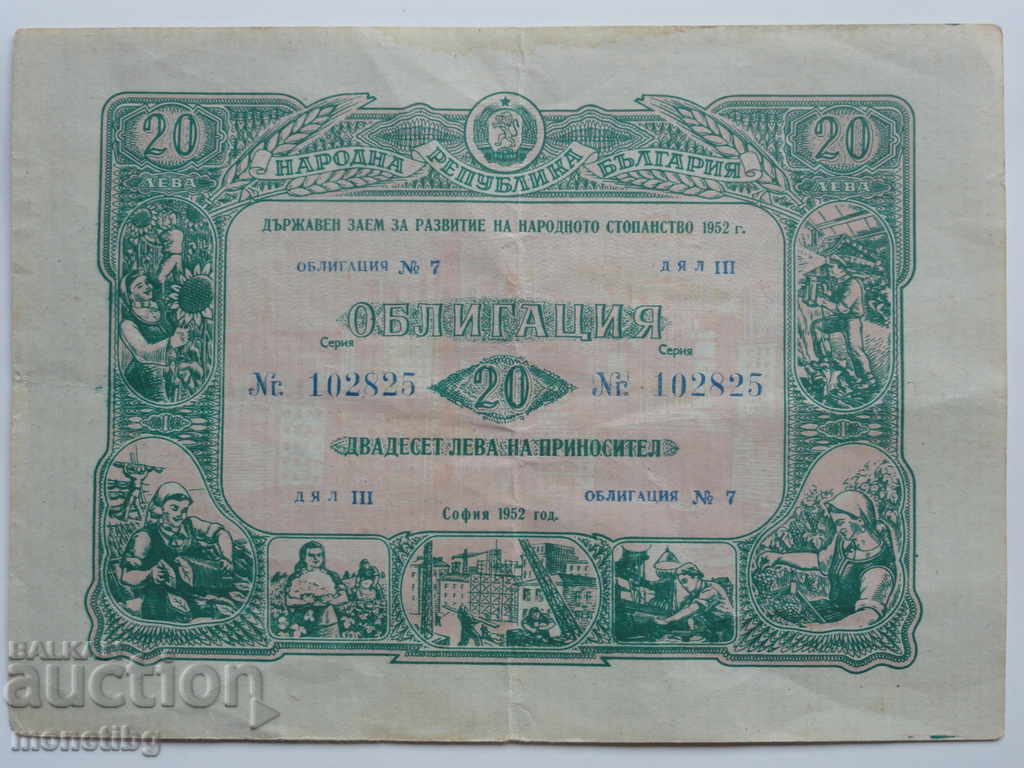 20 20
ЛЕВА НАРОДНА РЕПУБЛИКА БЪЛГАРИЯ ЛЕВА
ДЪРЖАВЕН ЗАЕМ ЗА РАЗВИТИЕ НА НАРОДНОТО СТОПАНСТВО 1952 г.
ОБЛИГАЦИЯ № 7 ДЯЛ III
ОБЛИГАЦИЯ
Серия Серия
№. 102825 20 №. 102825
ДВАДЕСЕТ ЛЕВА НА ПРИНОСИТЕЛ
ДЯЛ III ОБЛИГАЦИЯ № 7
София 1952 год.
BALKAN
auction
monetibg